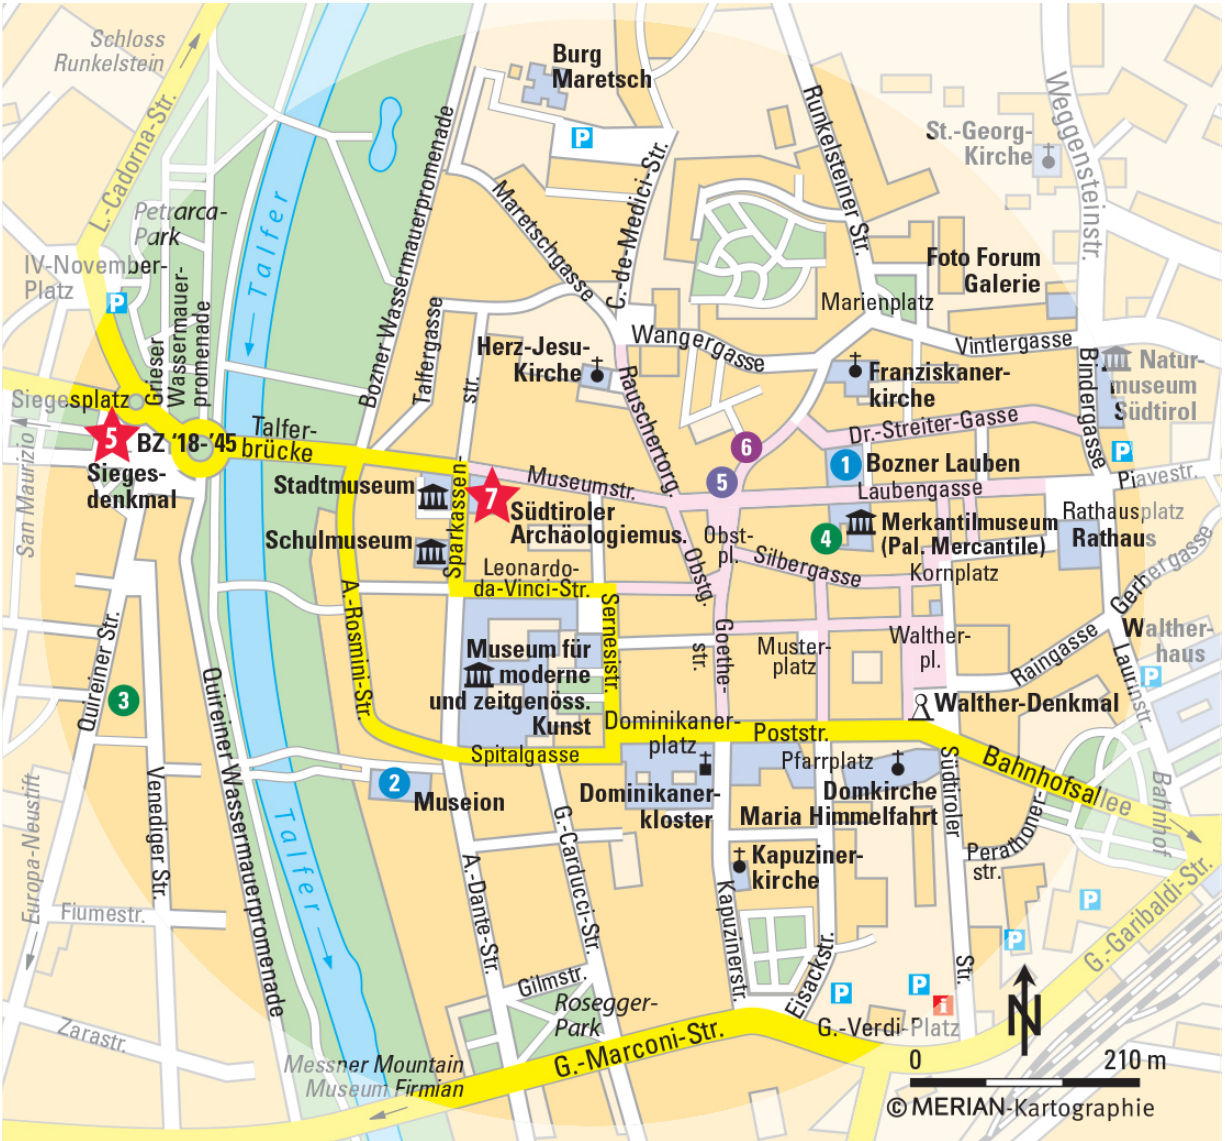 Schloss
Runkelstein
L.-Cadorna-Str.
Petrarca-
Park
IV-November-
Platz
P
Talfer
Grieser
Wassermauer-
promenade
Siegesplatz
5
BZ '18-'45
Sieges-
denkmal
San Maurizio
Talfer-
brücke
Bozner Wassermauerpromenade
Talfergasse
Burg
Maretsch
P
Maretschgasse
C.-de-Medici-Str.
Runkelsteiner Str.
St.-Georg-
Kirche
Weggensteinstr.
Foto Forum
Galerie
Marienplatz
Vintlergasse
Wangergasse
Herz-Jesu-
Kirche
Rauschertorg.
Franziskaner-
kirche
Bindergasse
Natur-
museum
Südtirol
Dr.-Streiter-Gasse
P
6
5
1
Bozner Lauben
Laubengasse
Piavestr.
Museumstr.
Stadtmuseum
Sparkassen-
str.
7
Südtiroler
Archäologiemus.
Schulmuseum
Obst-
pl.
4
Merkantilmuseum
(Pal. Mercantile)
Rathausplatz
Rathaus
Silbergasse
Kornplatz
Obstg.
Leonardo-
da-Vinci-Str.
Gerbergasse
A.-Rosmini-Str.
Sernesistr.
Goethe-
str.
Muster-
platz
Walther-
pl.
Raingasse
Walther-
haus
P
Laurinstr.
Museum für
moderne
und zeitgenöss.
Kunst
Quireiner Str.
3
Quireiner Wassermauerpromenade
Walther-Denkmal
Dominikaner-
platz
Poststr.
Spitalgasse
Pfarrplatz
Bahnhofsallee
Bahnhof
2
Museion
Dominikaner-
kloster
Domkirche
Maria Himmelfahrt
Südtiroler
Str.
Perathoner-
str.
Venediger Str.
Europa-Neustift
Talfer
G.-Carducci-Str.
A.-Dante-Str.
Kapuziner-
kirche
Kapuzinerstr.
Eisackstr.
Fiumestr.
P
P
G.-Garibaldi-Str.
Gilmstr.
Rosegger-
Park
P
P
i
G.-Verdi-Platz
N
Zarastr.
G.-Marconi-Str.
Messner Mountain
Museum Firmian
0
210 m
© MERIAN-Kartographie